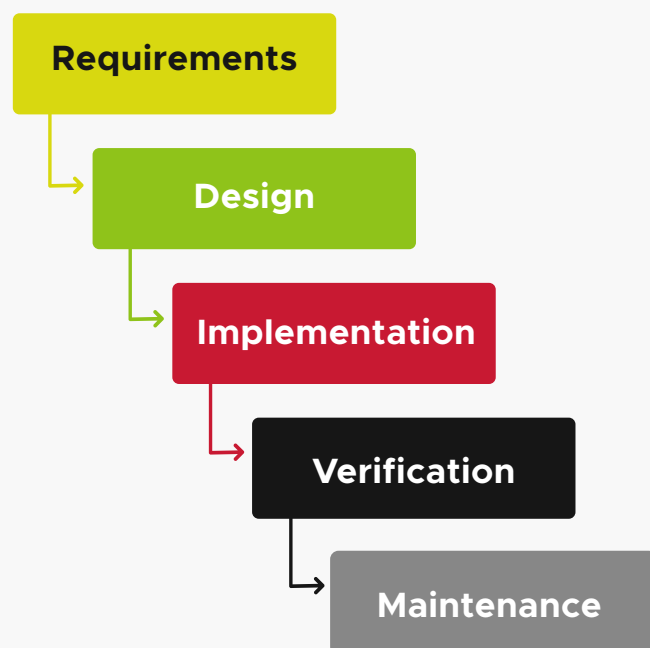 Requirements
Design
Implementation
Verification
Maintenance